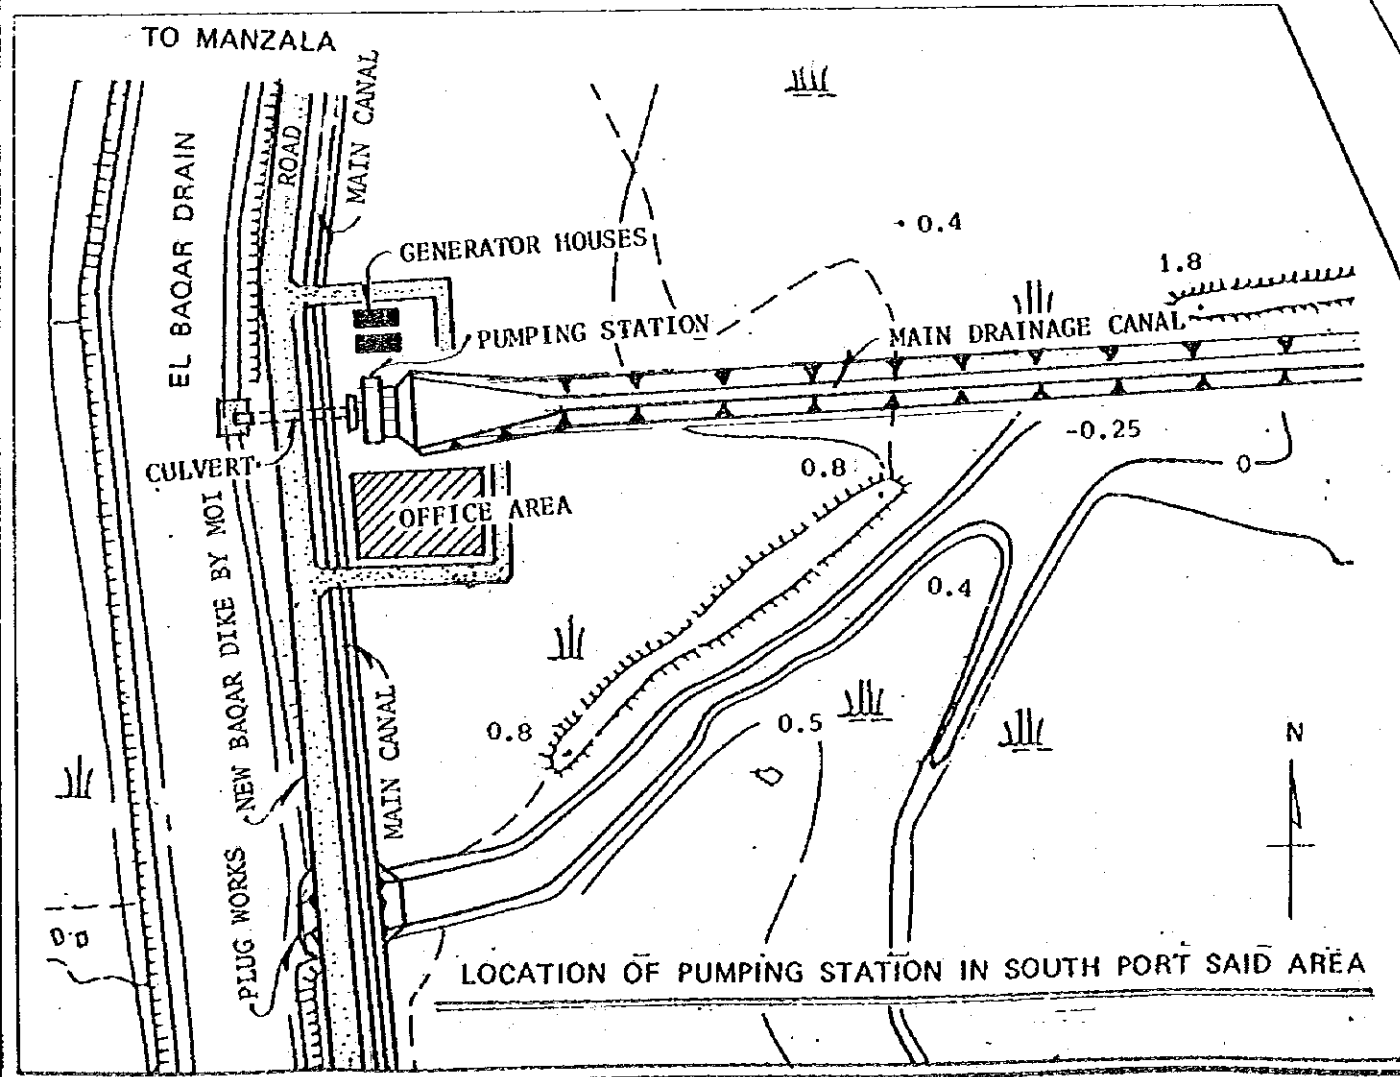 TO MANZALA
MAIN CANAL
ROAD
EL BAQAR DRAIN
GENERATOR HOUSES
0.4
1.8
PUMPING STATION
MAIN DRAINAGE CANAL
-0.25
CULVERT
0.8
0
OFFICE AREA
NEW BAQAR DIKE BY MOI
0.4
0.8
0.5
MAIN CANAL
N
PLUG WORKS
LOCATION OF PUMPING STATION IN SOUTH PORT SAID AREA